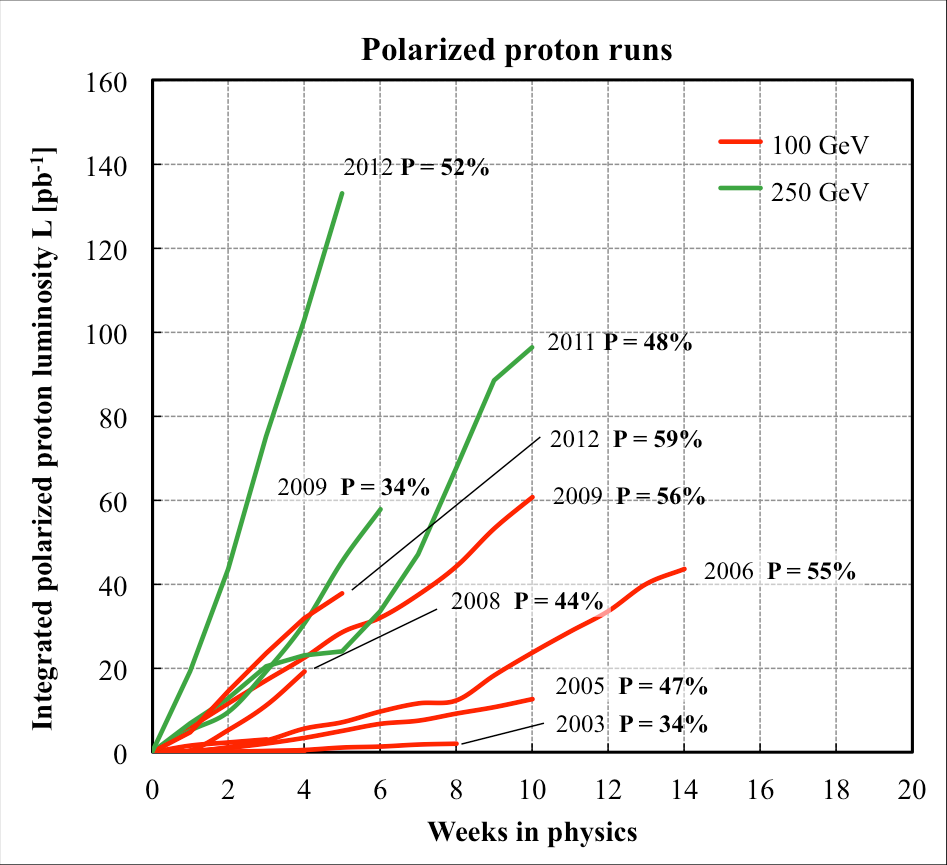 Polarized proton runs
Integrated polarized proton luminosity L [pb⁻¹]
160
140
120
100
80
60
40
20
0
100 GeV
250 GeV
2012 P = 52%
2011 P = 48%
2012 P = 59%
2009 P = 34%
2009 P = 56%
2006 P = 55%
2008 P = 44%
2005 P = 47%
2003 P = 34%
0 2 4 6 8 10 12 14 16 18 20
Weeks in physics